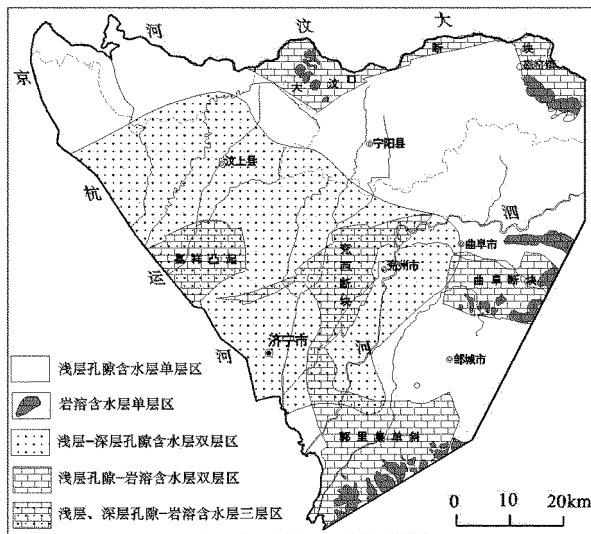 河 汶 大
京
断 块
大 汶 口
磁窑镇
宁阳县
汶上县
杭
泗
曲阜市
嘉祥凸起
兖西断块
兖州市
曲阜断块
运
河
济宁市
河
邹城市
郭里集单斜
浅层孔隙含水层单层区
岩溶含水层单层区
浅层-深层孔隙含水层双层区
浅层孔隙-岩溶含水层双层区
浅层、深层孔隙-岩溶含水层三层区
0 10 20km